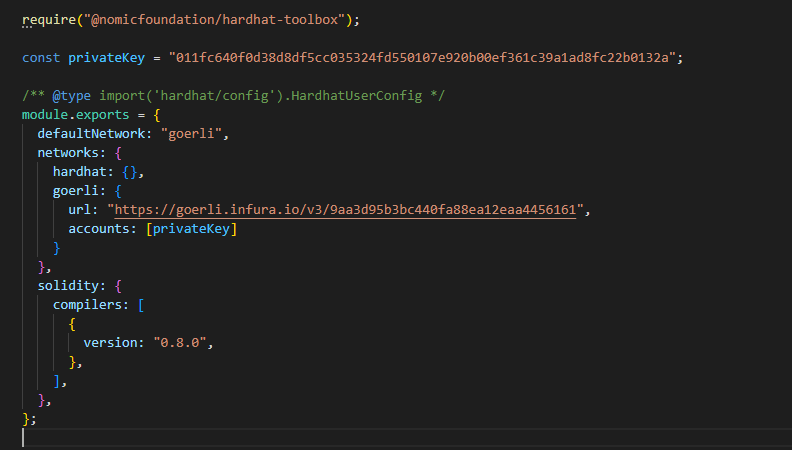 require("@nomicfoundation/hardhat-toolbox");
const privateKey = "011fc640f0d38d8df5cc035324fd550107e920b00ef361c39a1ad8fc22b0132a";
/** @type import('hardhat/config').HardhatUserConfig */
module.exports = {
defaultNetwork: "goerli",
networks: {
hardhat: {},
goerli: {
url: "https://goerli.infura.io/v3/9aa3d95b3bc440fa88ea12eaa4456161",
accounts: [privateKey]
}
},
solidity: {
compilers: [
{
version: "0.8.0",
},
],
},
};